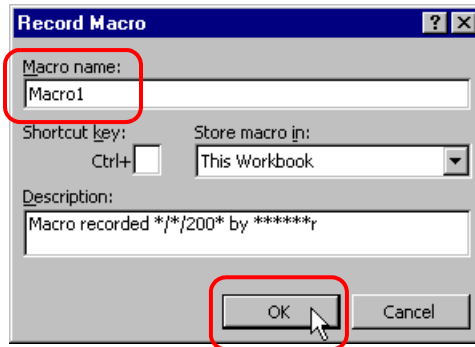 Record Macro
Macro name:
Macro1
Shortcut key: Store macro in:
Ctrl+ This Workbook
Description:
Macro recorded */*/200* by ******r
OK Cancel